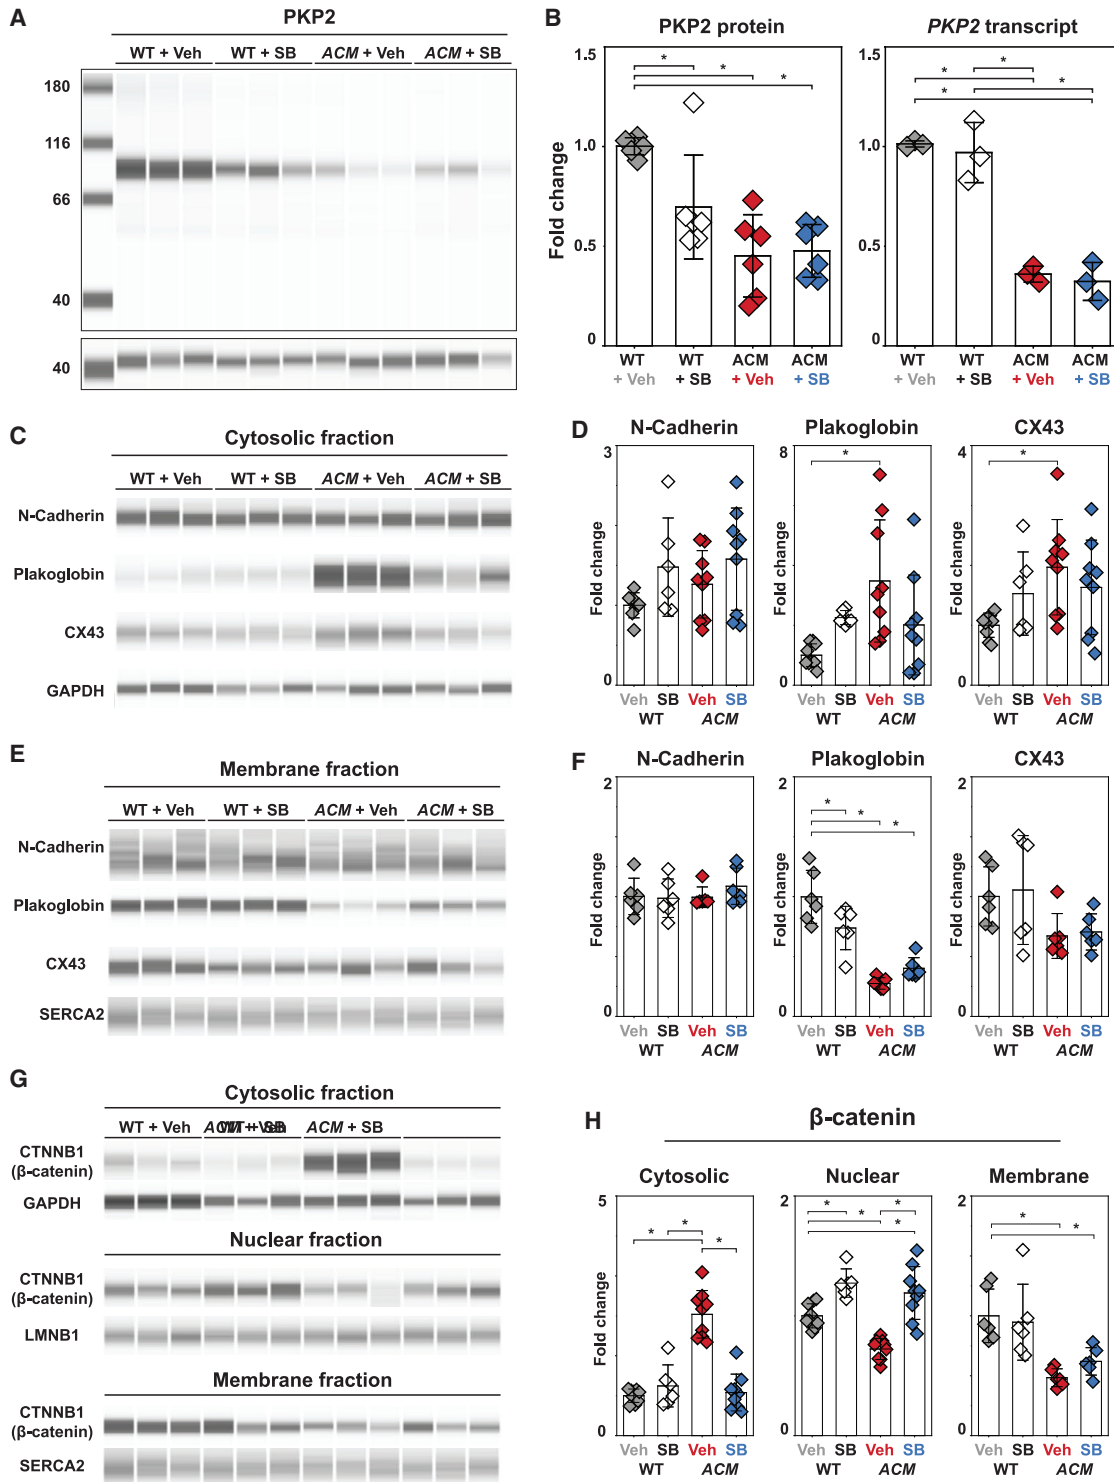 A
PKP2
WT + Veh WT + SB ACM + Veh ACM + SB
180
116
66
40
40
B
PKP2 protein
PKP2 transcript
1.5
1.0
0.5
0
Fold change
* * *
WT + Veh
WT + SB
ACM + Veh
ACM + SB
1.5
1.0
0.5
0
* * * *
WT + Veh
WT + SB
ACM + Veh
ACM + SB
C
Cytosolic fraction
WT + Veh WT + SB ACM + Veh ACM + SB
N-Cadherin
Plakoglobin
CX43
GAPDH
D
N-Cadherin
3
0
Fold change
Veh SB Veh SB
WT ACM
Plakoglobin
8
0
Fold change
*
Veh SB Veh SB
WT ACM
CX43
4
0
Fold change
*
Veh SB Veh SB
WT ACM
E
Membrane fraction
WT + Veh WT + SB ACM + Veh ACM + SB
N-Cadherin
Plakoglobin
CX43
SERCA2
F
N-Cadherin
2
1
0
Fold change
Veh SB Veh SB
WT ACM
Plakoglobin
2
1
0
Fold change
* * *
Veh SB Veh SB
WT ACM
CX43
2
1
0
Fold change
Veh SB Veh SB
WT ACM
G
Cytosolic fraction
WT + Veh ACM + Veh WT + SB ACM + SB
CTNNB1
(β-catenin)
GAPDH
Nuclear fraction
CTNNB1
(β-catenin)
LMNB1
Membrane fraction
CTNNB1
(β-catenin)
SERCA2
H
β-catenin
Cytosolic
5
0
Fold change
* * *
Veh SB Veh SB
WT ACM
Nuclear
2
1
0
* * * *
Veh SB Veh SB
WT ACM
Membrane
2
1
0
* *
Veh SB Veh SB
WT ACM